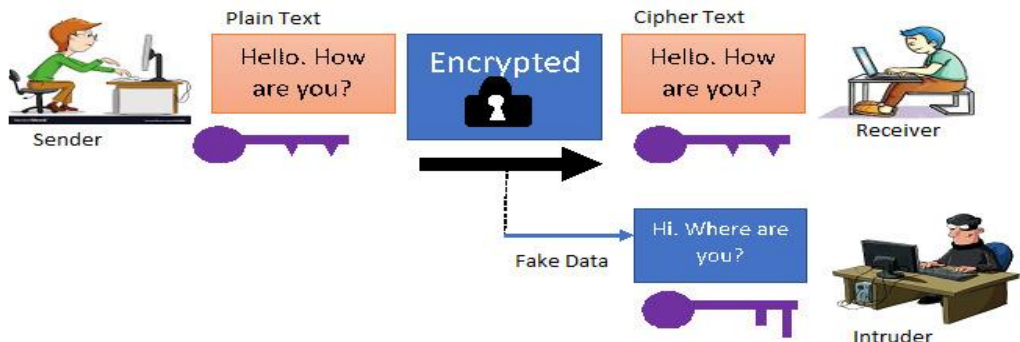 Plain Text
Cipher Text
Hello. How
are you?
Encrypted
Hello. How
are you?
Sender
Receiver
Fake Data
Hi. Where are
you?
Intruder